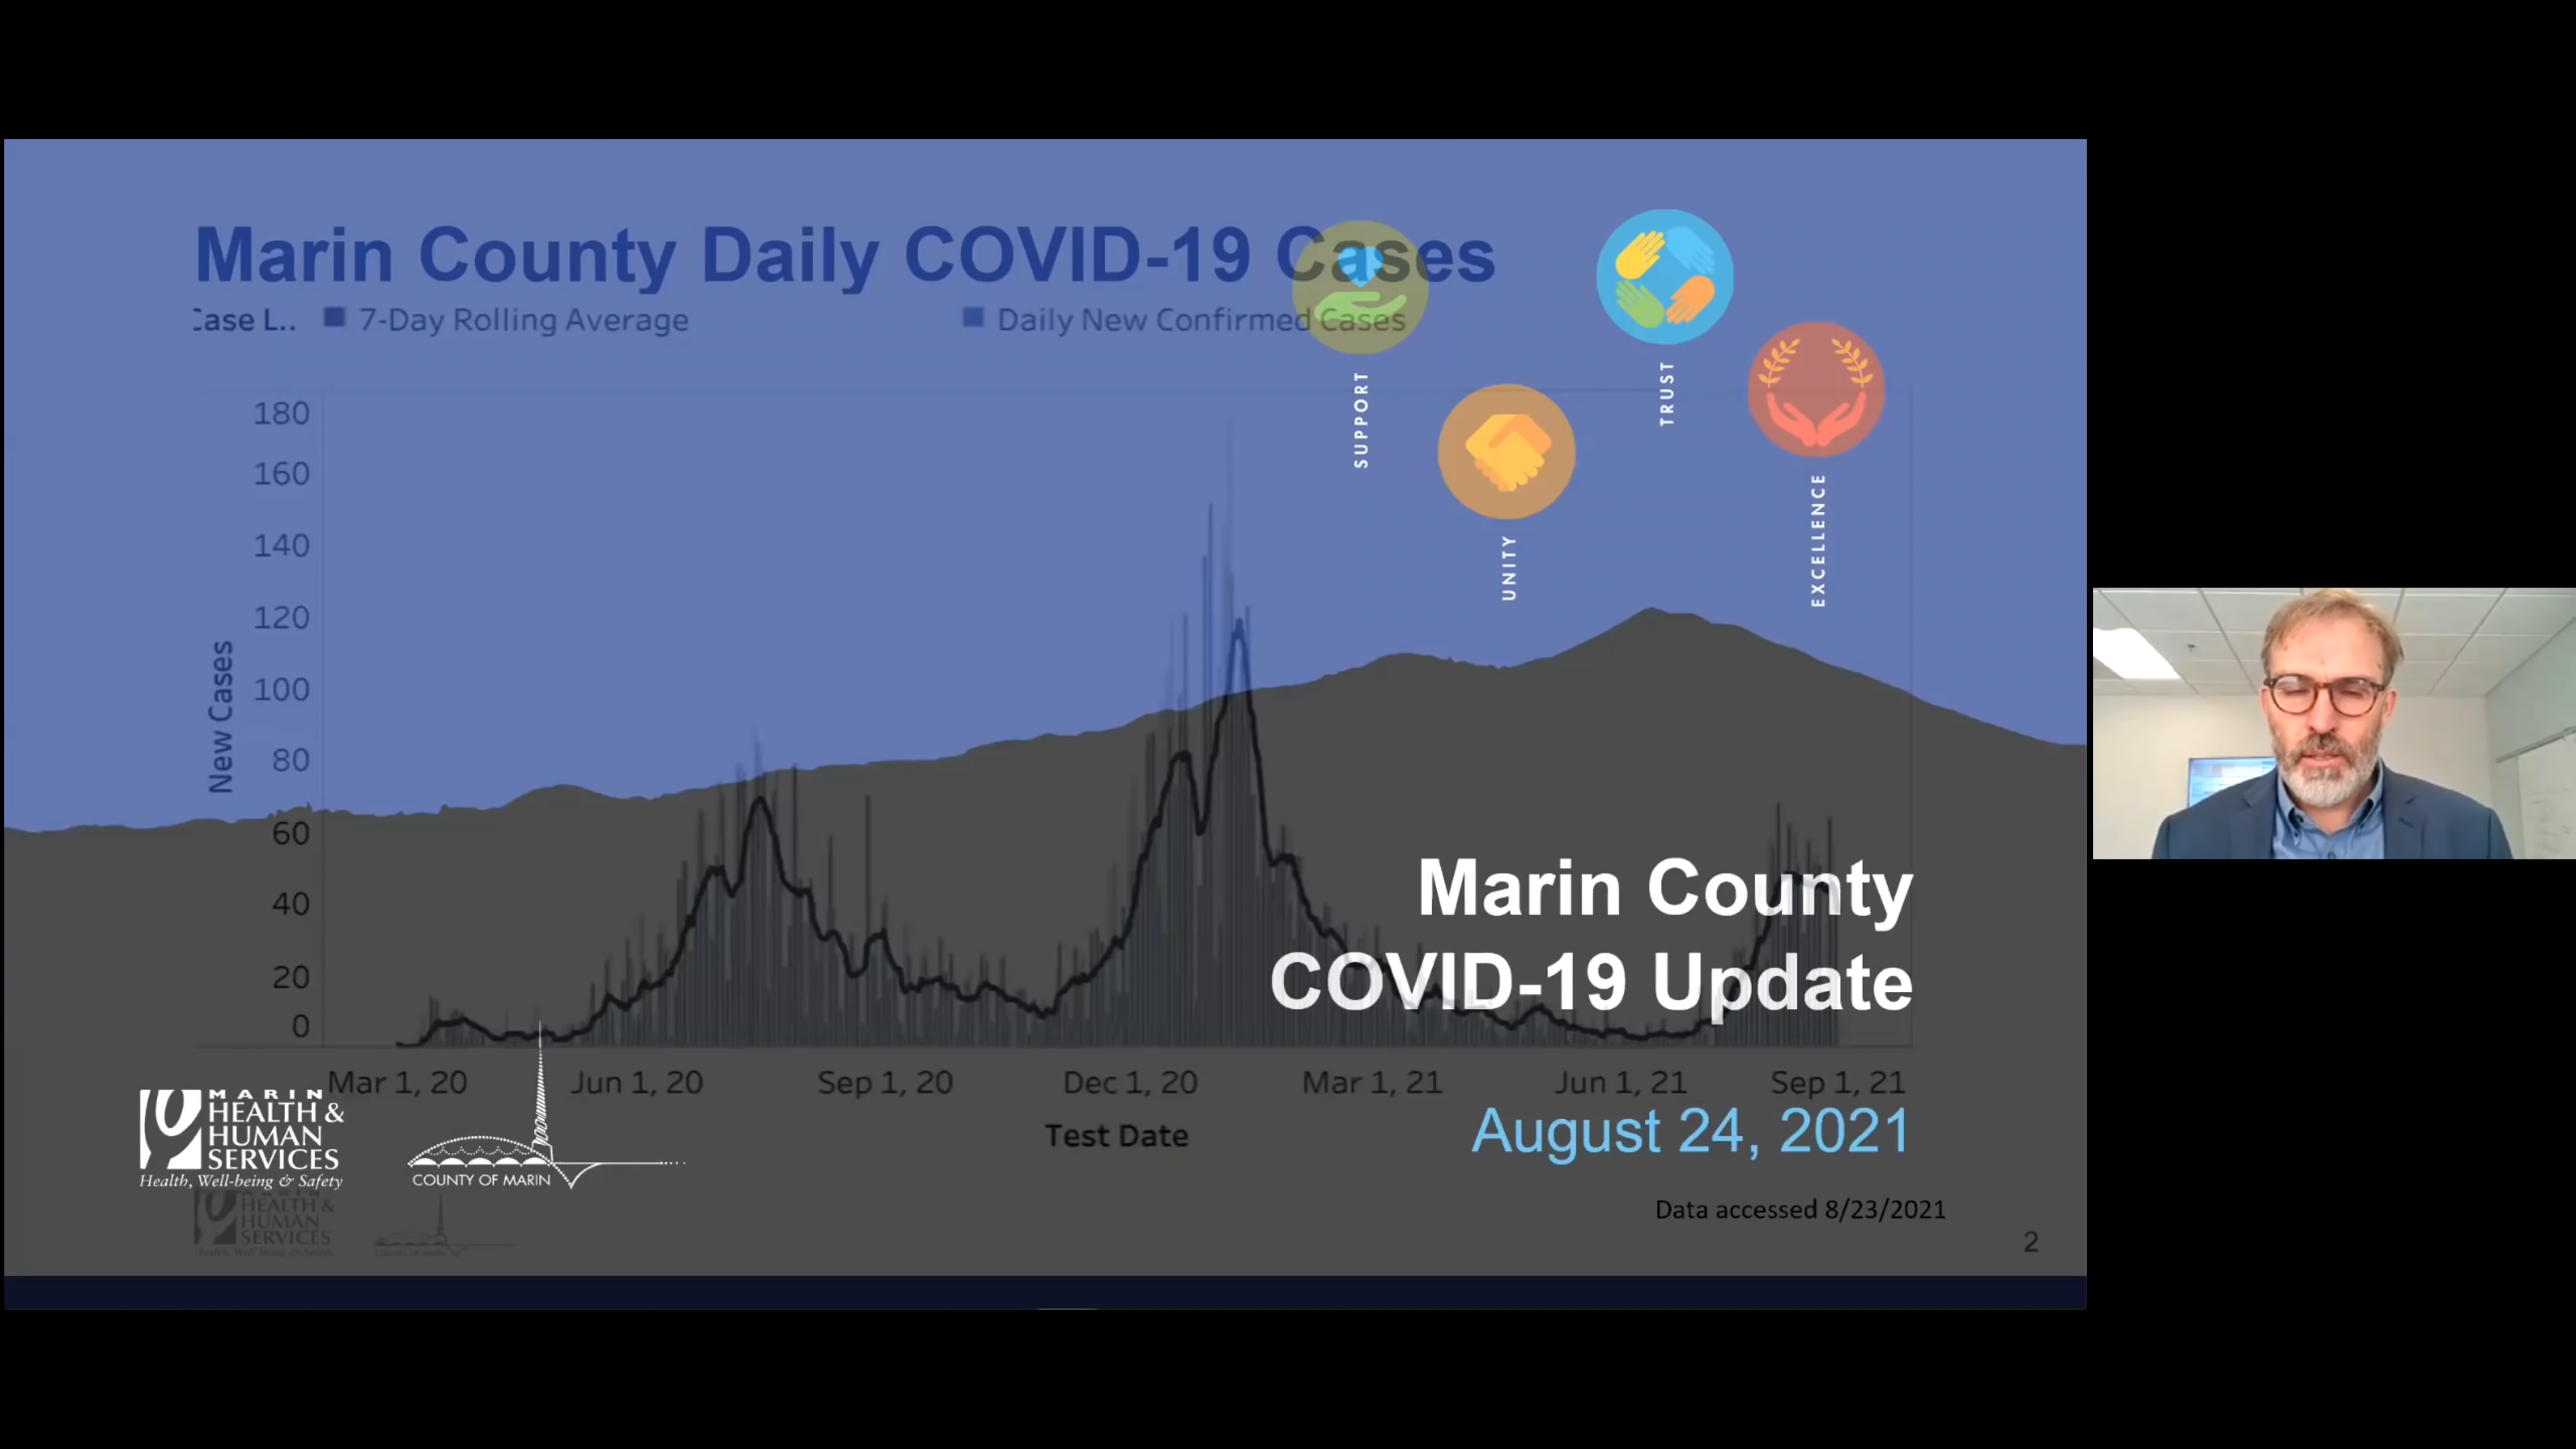 Marin County Daily COVID-19 Cases
Case L.. 7-Day Rolling Average Daily New Confirmed Cases
SUPPORT
UNITY
TRUST
EXCELLENCE
180
160
140
120
100
80
60
40
20
0
New Cases
Marin County
COVID-19 Update
Mar 1, 20 Jun 1, 20 Sep 1, 20 Dec 1, 20 Mar 1, 21 Jun 1, 21 Sep 1, 21
Test Date
August 24, 2021
MARIN
HEALTH &
HUMAN
SERVICES
Health, Well-being & Safety
COUNTY OF MARIN
HEALTH &
HUMAN
SERVICES
Data accessed 8/23/2021
2